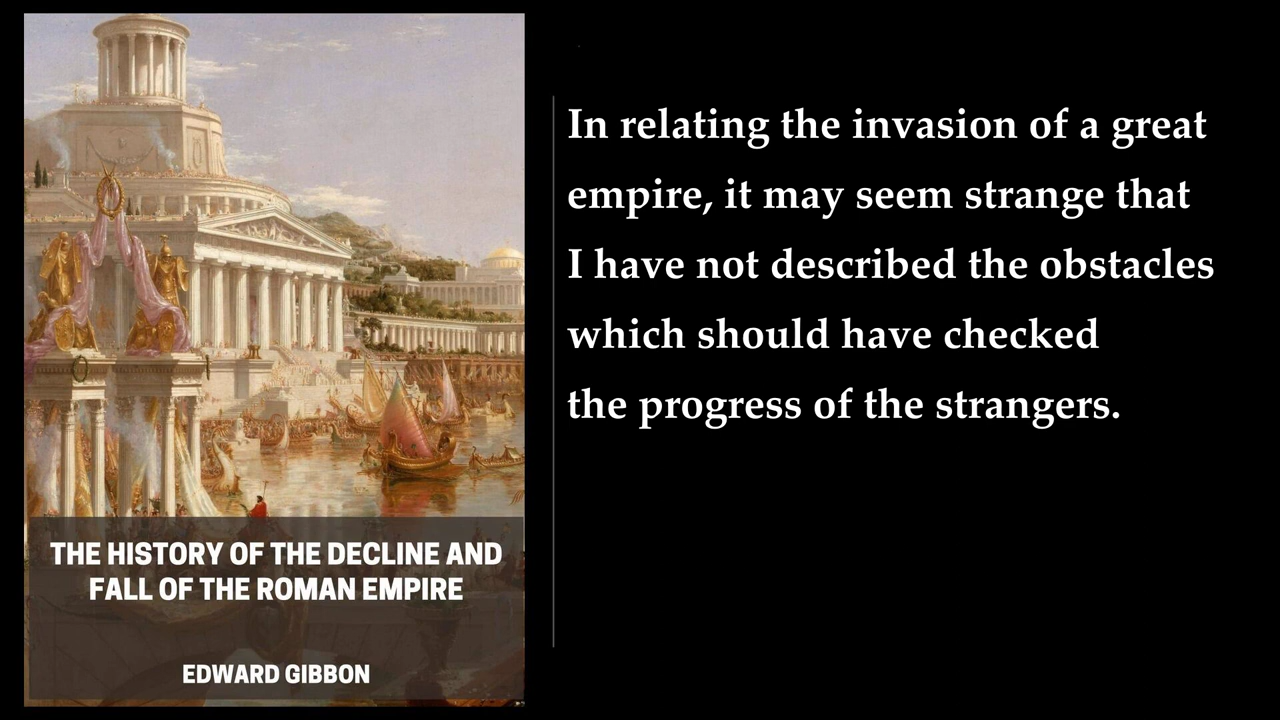 THE HISTORY OF THE DECLINE AND
FALL OF THE ROMAN EMPIRE
EDWARD GIBBON
In relating the invasion of a great
empire, it may seem strange that
I have not described the obstacles
which should have checked
the progress of the strangers.